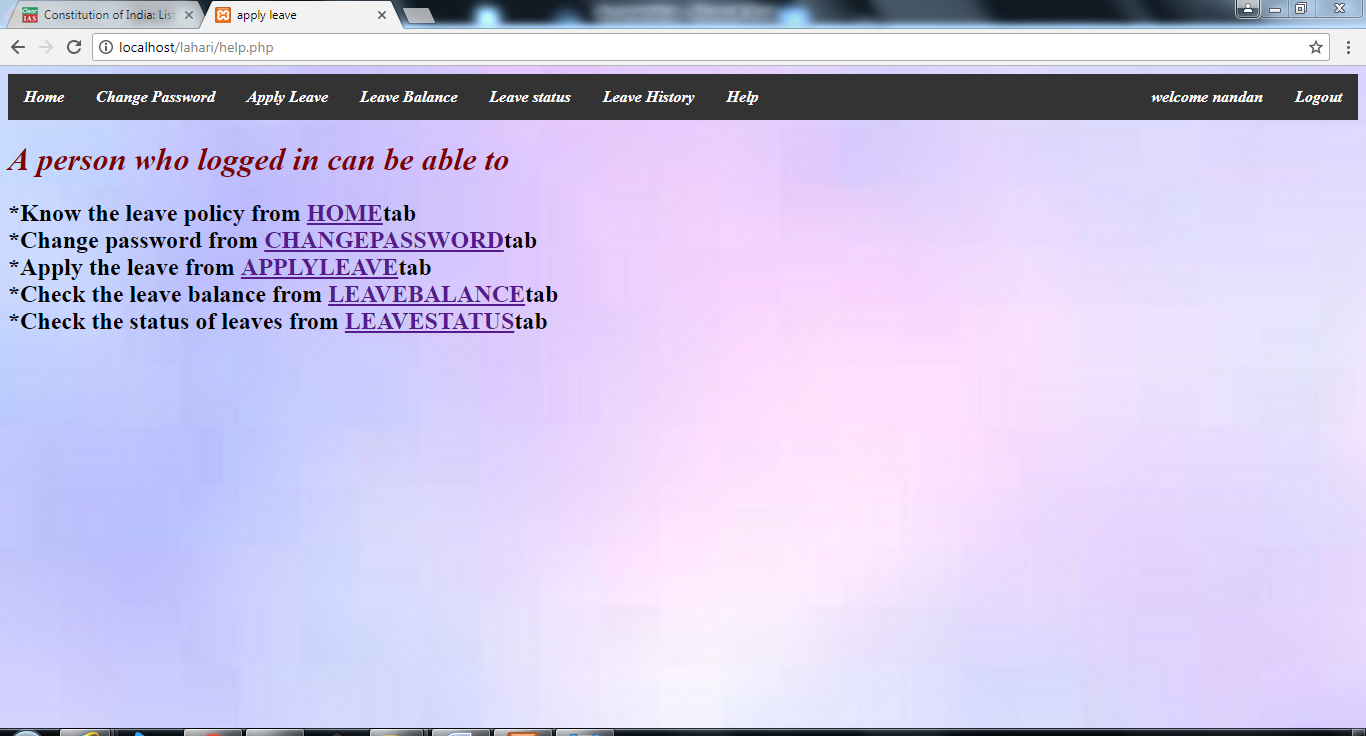 Constitution of India: List
apply leave
localhost/lahari/help.php
Home Change Password Apply Leave Leave Balance Leave status Leave History Help welcome nandan Logout
A person who logged in can be able to
*Know the leave policy from HOMEtab
*Change password from CHANGEPASSWORDtab
*Apply the leave from APPLYLEAVEtab
*Check the leave balance from LEAVEBALANCEtab
*Check the status of leaves from LEAVESTATUStab